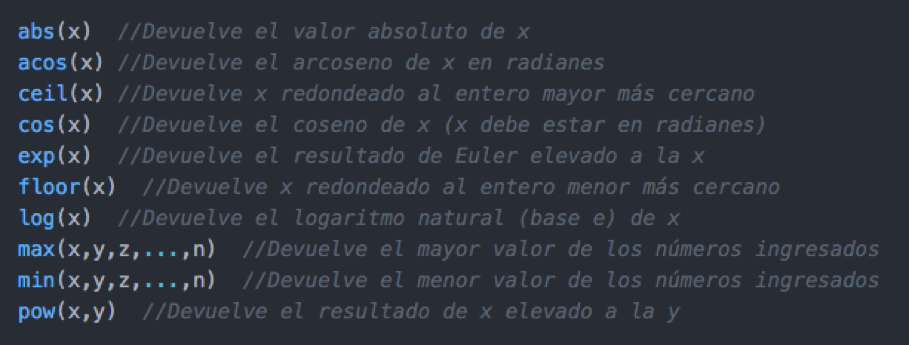 abs(x)  //Devuelve el valor absoluto de x
acos(x) //Devuelve el arcoseno de x en radianes
ceil(x) //Devuelve x redondeado al entero mayor más cercano
cos(x)  //Devuelve el coseno de x (x debe estar en radianes)
exp(x)  //Devuelve el resultado de Euler elevado a la x
floor(x)  //Devuelve x redondeado al entero menor más cercano
log(x)  //Devuelve el logaritmo natural (base e) de x
max(x,y,z,...,n)  //Devuelve el mayor valor de los números ingresados
min(x,y,z,...,n)  //Devuelve el menor valor de los números ingresados
pow(x,y)  //Devuelve el resultado de x elevado a la y